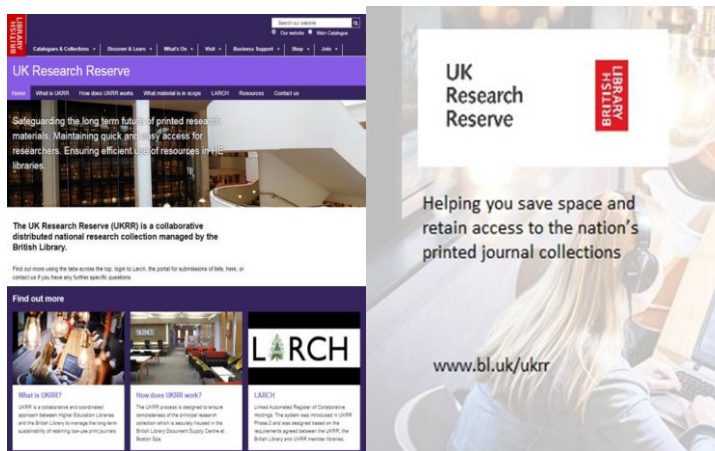 BRITISH
LIBRARY
Search our website
Our website Main Catalogue
Catalogues & Collections Discover & Learn What's On Visit Business Support Shop Join
UK Research Reserve
Home What is UKRR How does UKRR works What material is in scope LARCH Resources Contact us
Safeguarding the long term future of printed research
materials. Maintaining quick and easy access for
researchers. Ensuring efficient use of resources in HE
libraries.
The UK Research Reserve (UKRR) is a collaborative
distributed national research collection managed by the
British Library.
Find out more using the tabs across the top, login to Larch, the portal for submissions of lists, here, or
contact us if you have any further specific questions.
Find out more
SILENCE
LARCH
What is UKRR?
UKRR is a collaborative and coordinated
approach between Higher Education Libraries
and the British Library to manage the long-term
sustainability of retaining low-use print journals.
How does UKRR work?
The UKRR process is designed to ensure
completeness of the principal research
collection which is securely housed in the
British Library Document Supply Centre at
Boston Spa.
LARCH
Linked Automated Register of Collaborative
Holdings. The system was introduced in UKRR
Phase 2 and was designed based on the
requirements agreed between the UKRR, the
British Library and UKRR member libraries.
UK
Research
Reserve
BRITISH
LIBRARY
Helping you save space and
retain access to the nation's
printed journal collections
www.bl.uk/ukrr